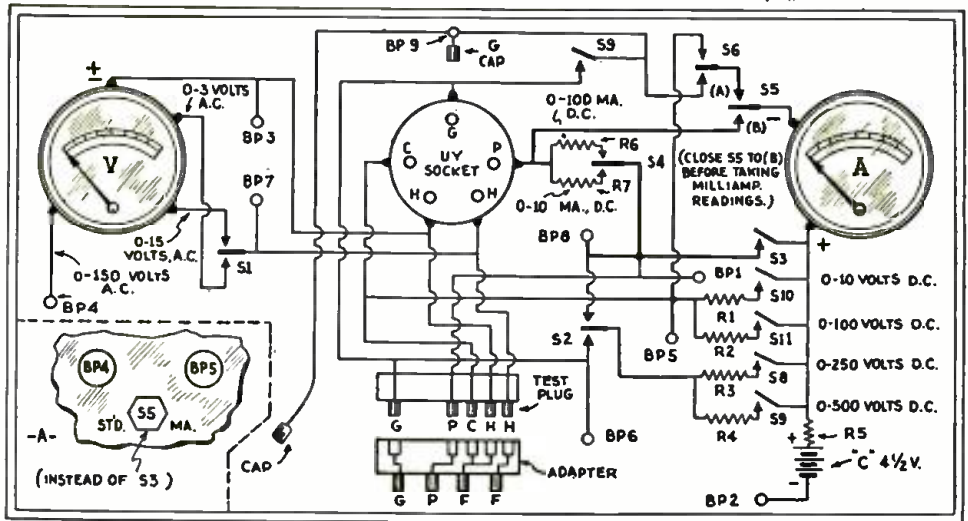 BP 9
G
CAP
S9
S6
(A)
S5
(B)
0-100 MA.
D.C.
±
0-3 VOLTS
A.C.
BP 3
V
BP7
0-15
VOLTS, A.C.
S1
0-150 VOLTS
A.C.
BP4
G
C
UY
SOCKET
P
H
H
R6
S4
R7
0-10 MA., D.C.
(CLOSE S5 TO (B)
BEFORE TAKING
MILLIAMP.
READINGS.)
−
A
+
BP8
S3
BP1
0-10 VOLTS D.C.
S10
R1
S2
BP5
S11
0-100 VOLTS D.C.
R2
S8
0-250 VOLTS D.C.
R3
S9
0-500 VOLTS D.C.
R4
BP6
+
R5
"C" 4½ V.
−
BP2
BP4
BP5
S5
STD.
MA.
-A-
(INSTEAD OF S3)
CAP
TEST
PLUG
G
P
C
H
H
ADAPTER
G
P
F
F